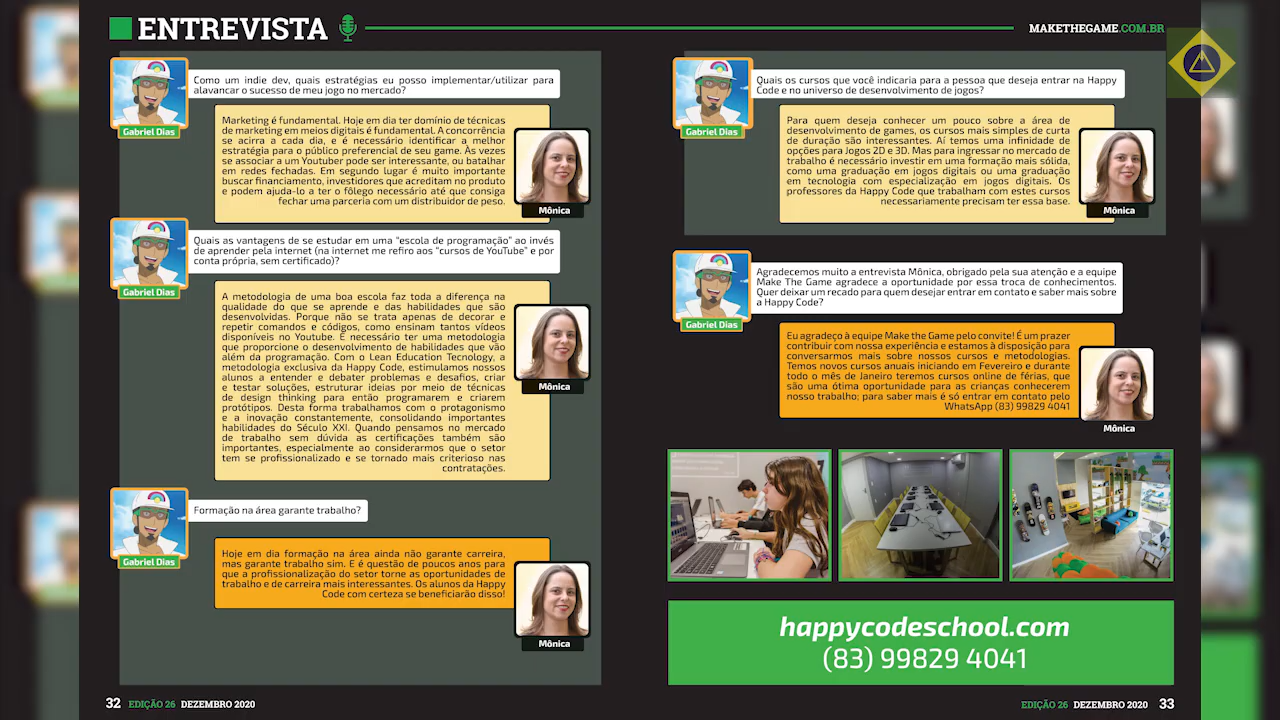 ENTREVISTA
MAKETHEGAME.COM.BR
Como um indie dev, quais estratégias eu posso implementar/utilizar para
alavancar o sucesso de meu jogo no mercado?
Gabriel Dias
Marketing é fundamental. Hoje em dia ter domínio de técnicas
de marketing em meios digitais é fundamental. A concorrência
se acirra a cada dia, e é necessário identificar a melhor
estratégia para o público preferencial de seu game. Às vezes
se associar a um Youtuber pode ser interessante, ou batalhar
em redes fechadas. Em segundo lugar é muito importante
buscar financiamento, investidores que acreditam no produto
e podem ajuda-lo a ter o fôlego necessário até que consiga
fechar uma parceria com um distribuidor de peso.
Mônica
Quais as vantagens de se estudar em uma "escola de programação" ao invés
de aprender pela internet (na internet me refiro aos "cursos de YouTube" e por
conta própria, sem certificado)?
Gabriel Dias
A metodologia de uma boa escola faz toda a diferença na
qualidade do que se aprende e das habilidades que são
desenvolvidas. Porque não se trata apenas de decorar e
repetir comandos e códigos, como ensinam tantos vídeos
disponíveis no Youtube. É necessário ter uma metodologia
que proporcione o desenvolvimento de habilidades que vão
além da programação. Com o Lean Education Tecnology, a
metodologia exclusiva da Happy Code, estimulamos nossos
alunos a entender e debater problemas e desafios, criar
e testar soluções, estruturar ideias por meio de técnicas
de design thinking para então programarem e criarem
protótipos. Desta forma trabalhamos com o protagonismo
e a inovação constantemente, consolidando importantes
habilidades do Século XXI. Quando pensamos no mercado
de trabalho sem dúvida as certificações também são
importantes, especialmente ao considerarmos que o setor
tem se profissionalizado e se tornado mais criterioso nas
contratações.
Mônica
Formação na área garante trabalho?
Gabriel Dias
Hoje em dia formação na área ainda não garante carreira,
mas garante trabalho sim. E é questão de poucos anos para
que a profissionalização do setor torne as oportunidades de
trabalho e de carreira mais interessantes. Os alunos da Happy
Code com certeza se beneficiarão disso!
Mônica
32 EDIÇÃO 26 DEZEMBRO 2020
Quais os cursos que você indicaria para a pessoa que deseja entrar na Happy
Code e no universo de desenvolvimento de jogos?
Gabriel Dias
Para quem deseja conhecer um pouco sobre a área de
desenvolvimento de games, os cursos mais simples de curta
de duração são interessantes. Aí temos uma infinidade de
opções para Jogos 2D e 3D. Mas para ingressar no mercado de
trabalho é necessário investir em uma formação mais sólida,
como uma graduação em jogos digitais ou uma graduação
em tecnologia com especialização em jogos digitais. Os
professores da Happy Code que trabalham com estes cursos
necessariamente precisam ter essa base.
Mônica
Agradecemos muito a entrevista Mônica, obrigado pela sua atenção e a equipe
Make The Game agradece a oportunidade por essa troca de conhecimentos.
Quer deixar um recado para quem desejar entrar em contato e saber mais sobre
a Happy Code?
Gabriel Dias
Eu agradeço à equipe Make the Game pelo convite! É um prazer
contribuir com nossa experiência e estamos à disposição para
conversarmos mais sobre nossos cursos e metodologias.
Temos novos cursos anuais iniciando em Fevereiro e durante
todo o mês de Janeiro teremos cursos online de férias, que
são uma ótima oportunidade para as crianças conhecerem
nosso trabalho; para saber mais é só entrar em contato pelo
WhatsApp (83) 99829 4041
Mônica
happycodeschool.com
(83) 99829 4041
EDIÇÃO 26 DEZEMBRO 2020 33